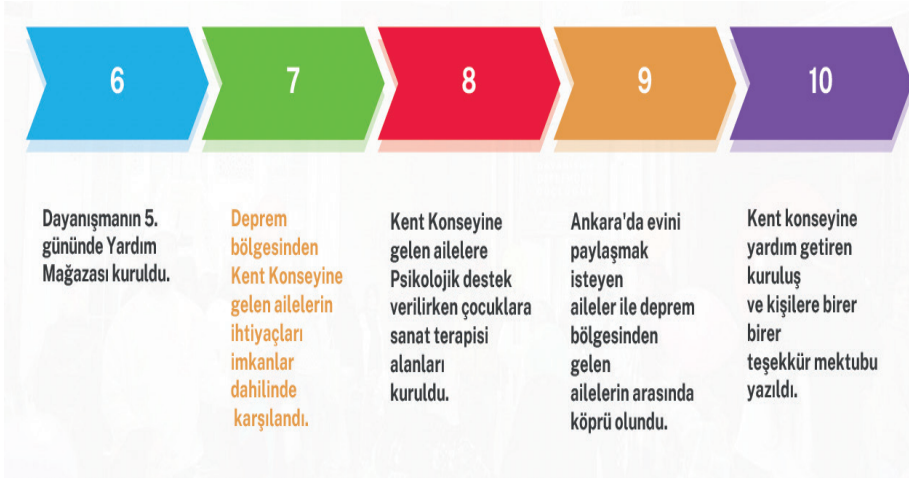 6
7
8
9
10
Dayanışmanın 5.
gününde Yardım
Mağazası kuruldu.
Deprem
bölgesinden
Kent Konseyine
gelen ailelerin
ihtiyaçları
imkanlar
dahilinde
karşılandı.
Kent Konseyine
gelen ailelere
Psikolojik destek
verilirken çocuklara
sanat terapisi
alanları
kuruldu.
Ankara'da evini
paylaşmak
isteyen
aileler ile deprem
bölgesinden
gelen
ailelerin arasında
köprü olundu.
Kent konseyine
yardım getiren
kuruluş
ve kişilere birer
birer
teşekkür mektubu
yazıldı.